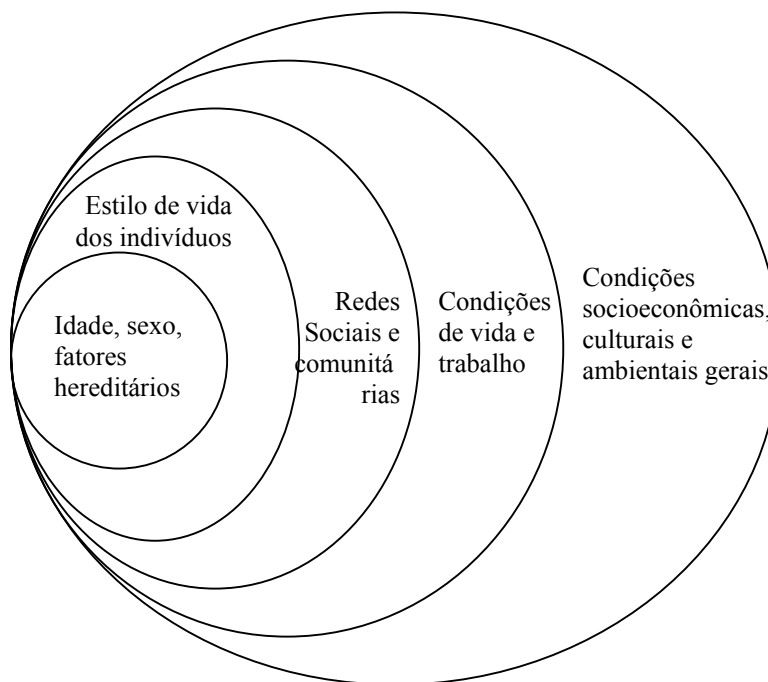 Estilo de vida
dos indivíduos
Idade, sexo,
fatores
hereditários
Redes
Sociais e
comunitá
rias
Condições
de vida e
trabalho
Condições
socioeconômicas,
culturais e
ambientais gerais